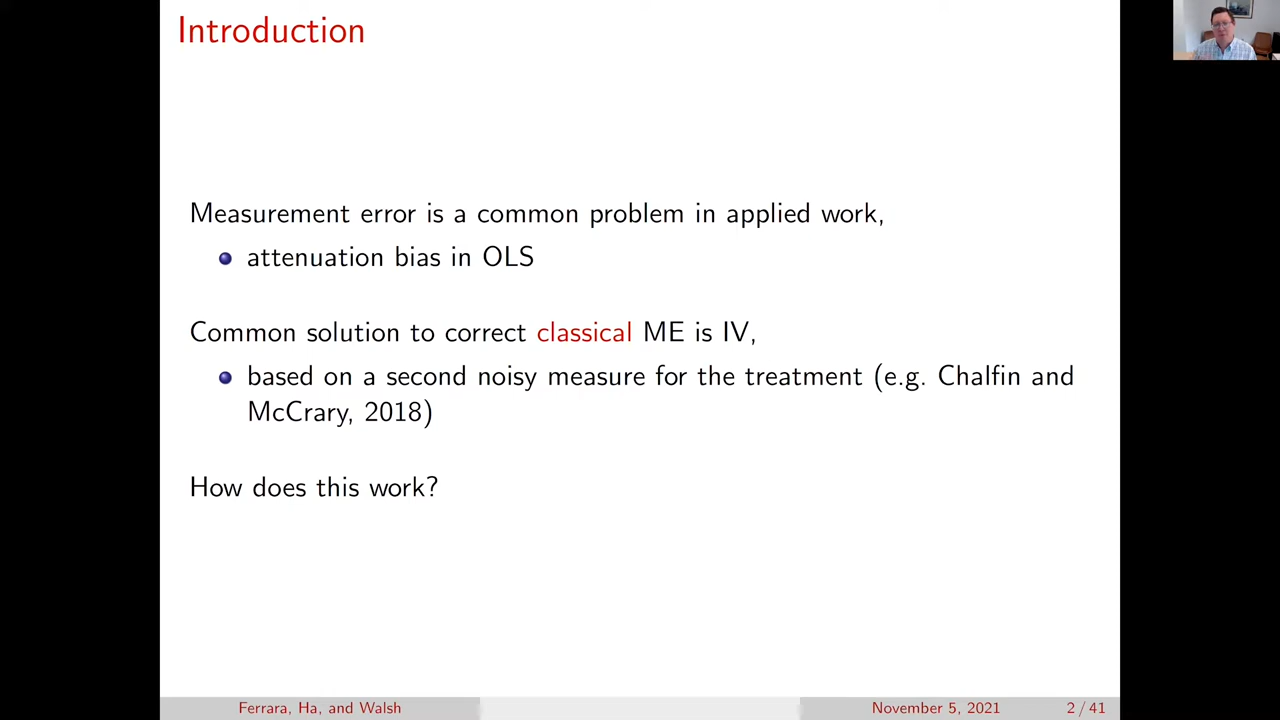 Introduction
Measurement error is a common problem in applied work,
attenuation bias in OLS
Common solution to correct classical ME is IV,
based on a second noisy measure for the treatment (e.g. Chalfin and
McCrary, 2018)
How does this work?
Ferrara, Ha, and Walsh
November 5, 2021
2 / 41